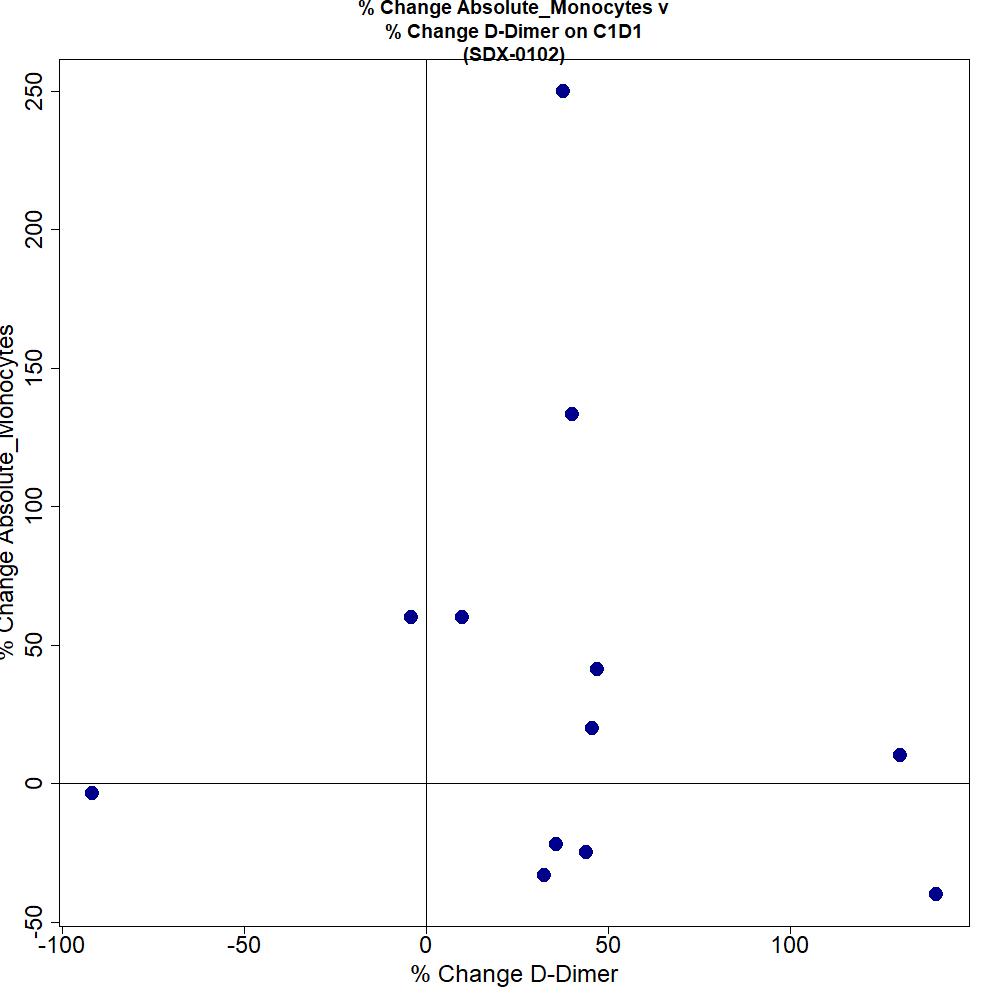 % Change Absolute_Monocytes v
% Change D-Dimer on C1D1
(SDX-0102)
% Change Absolute_Monocytes
250
200
150
100
50
0
-50
-100
-50
0
50
100
% Change D-Dimer